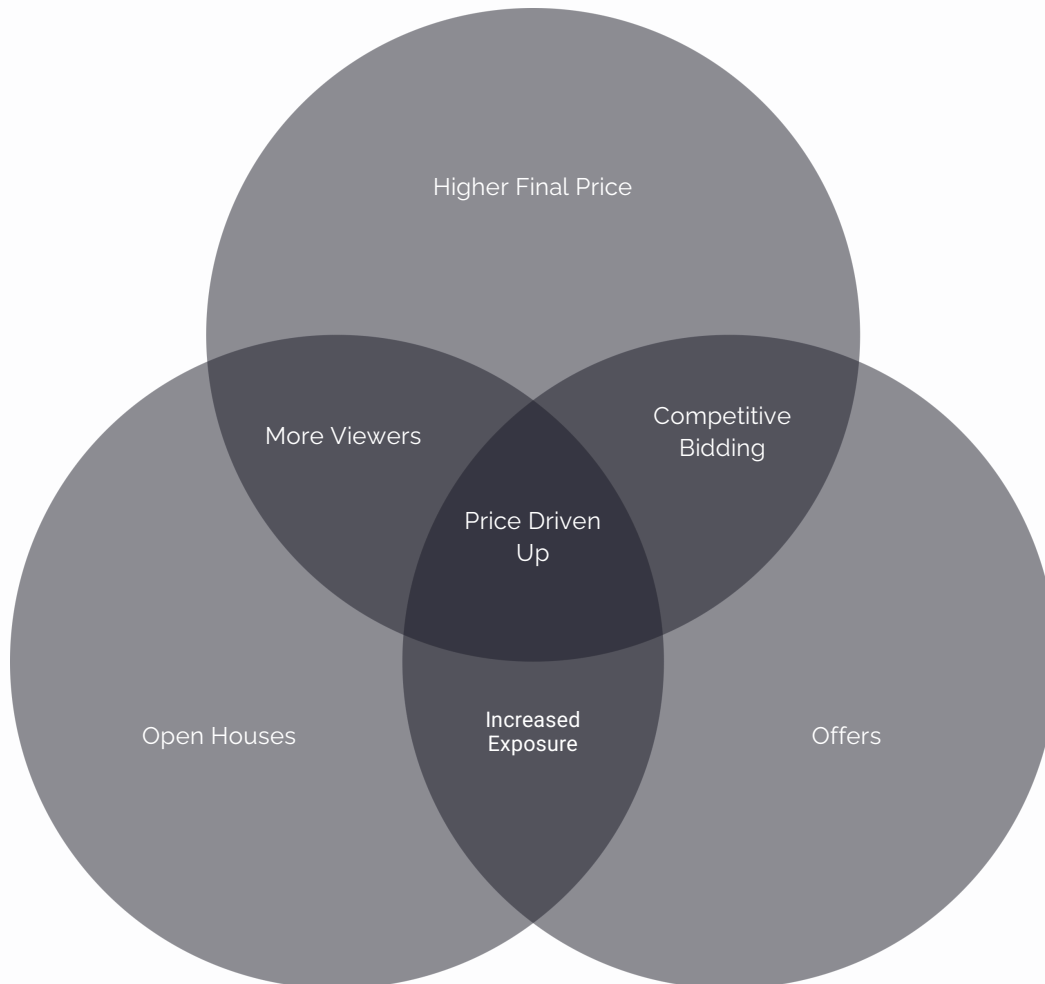 Higher Final Price
More Viewers
Competitive
Bidding
Price Driven
Up
Increased
Exposure
Open Houses
Offers